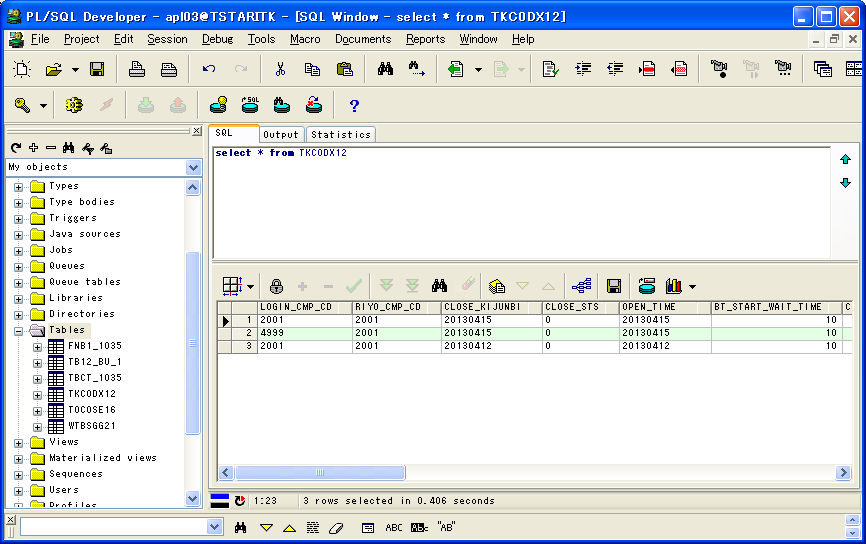 PL/SQL Developer - apl03@TSTARITK - [SQL Window - select * from TKCODX12]
File Project Edit Session Debug Tools Macro Documents Reports Window Help
SQL
?
My objects
Types
Type bodies
Triggers
Java sources
Jobs
Queues
Queue tables
Libraries
Directories
Tables
FNB1_1035
TB12_BU_1
TBCT_1035
TKCODX12
TOCOSE16
WTBSGG21
Views
Materialized views
Sequences
Users
Profiles
SQL Output Statistics
select * from TKCODX12
LOGIN_CMP_CD RIYO_CMP_CD CLOSE_KIJUNBI CLOSE_STS OPEN_TIME BT_START_WAIT_TIME C
1 2001 2001 20130415 0 20130415 10
2 4999 2001 20130415 0 20130415 10
3 2001 2001 20130412 0 20130412 10
1:23 3 rows selected in 0.406 seconds
ABC "AB"